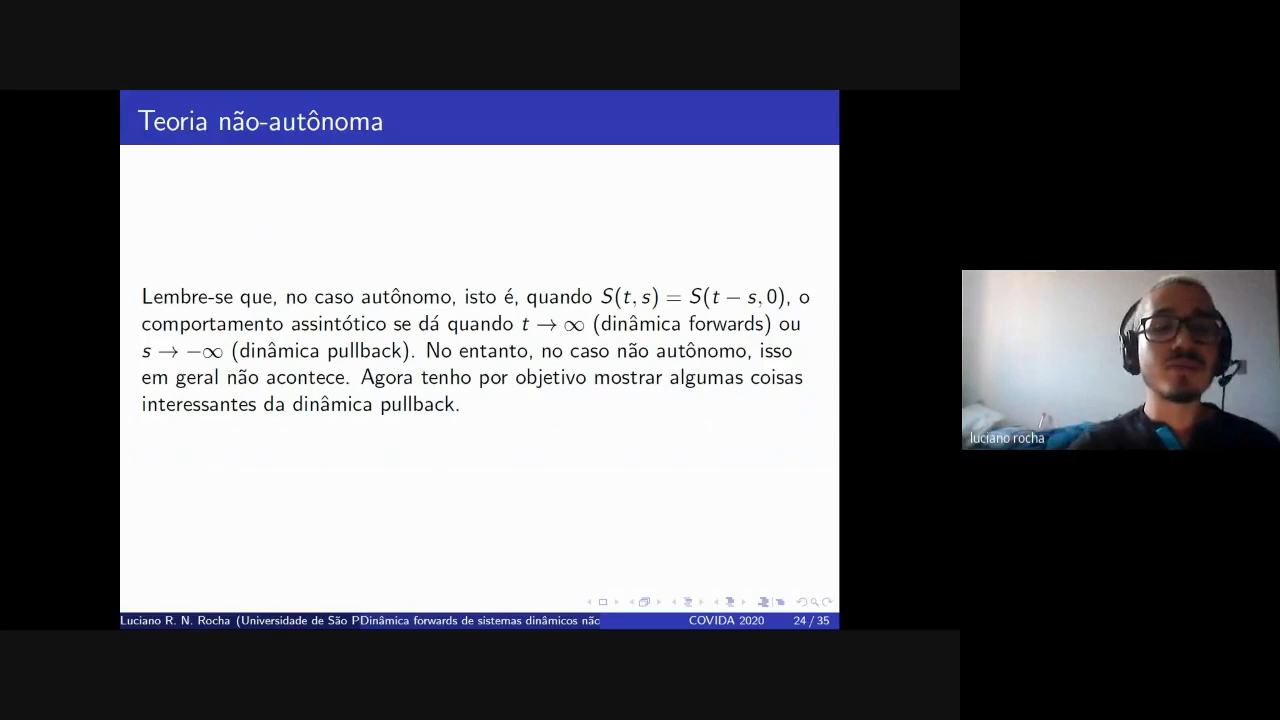 Teoria não-autônoma
Lembre-se que, no caso autônomo, isto é, quando S(t, s) = S(t − s, 0), o
comportamento assintótico se dá quando t → ∞ (dinâmica forwards) ou
s → −∞ (dinâmica pullback). No entanto, no caso não autônomo, isso
em geral não acontece. Agora tenho por objetivo mostrar algumas coisas
interessantes da dinâmica pullback.
luciano rocha
Luciano R. N. Rocha (Universidade de São PDinâmica forwards de sistemas dinâmicos nãc
COVIDA 2020
24 / 35